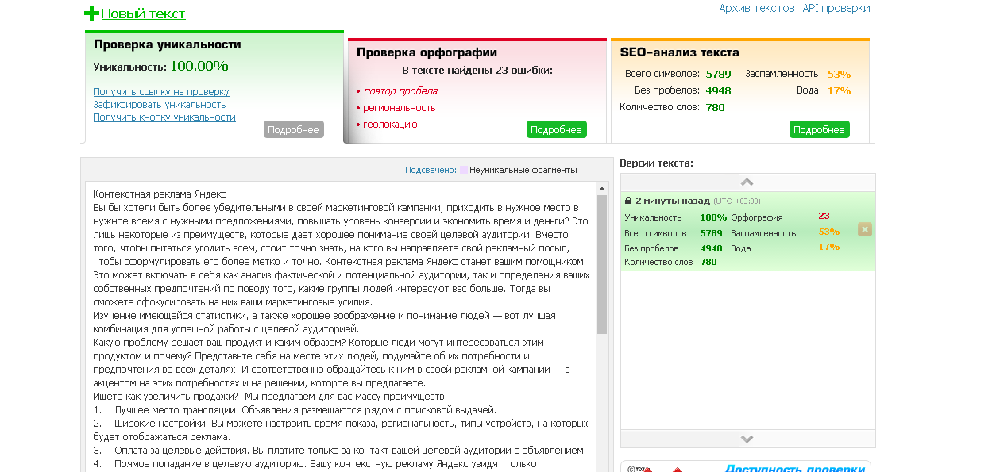 Новый текст
Архив текстов API проверки
Проверка уникальности
Уникальность: 100.00%
Получить ссылку на проверку
Зафиксировать уникальность
Получить кнопку уникальности
Подробнее
Проверка орфографии
В тексте найдены 23 ошибки:
• повтор пробела
• региональность
• геолокацию
Подробнее
SEO-анализ текста
Всего символов: 5789 Заспамленность: 53%
Без пробелов: 4948 Вода: 17%
Количество слов: 780
Подробнее
Подсвечено: Неуникальные фрагменты
Контекстная реклама Яндекс
Вы бы хотели быть более убедительными в своей маркетинговой кампании, приходить в нужное место в
нужное время с нужными предложениями, повышать уровень конверсии и экономить время и деньги? Это
лишь некоторые из преимуществ, которые дает хорошее понимание своей целевой аудитории. Вместо
того, чтобы пытаться угодить всем, стоит точно знать, на кого вы направляете свой рекламный посыл,
чтобы сформулировать его более метко и точно. Контекстная реклама Яндекс станет вашим помощником.
Это может включать в себя как анализ фактической и потенциальной аудитории, так и определения ваших
собственных предпочтений по поводу того, какие группы людей интересуют вас больше. Тогда вы
сможете сфокусировать на них ваши маркетинговые усилия.
Изучение имеющейся статистики, а также хорошее воображение и понимание людей — вот лучшая
комбинация для успешной работы с целевой аудиторией.
Какую проблему решает ваш продукт и каким образом? Которые люди могут интересоваться этим
продуктом и почему? Представьте себя на месте этих людей, подумайте об их потребности и
предпочтения во всех деталях. И соответственно обращайтесь к ним в своей рекламной кампании — с
акцентом на этих потребностях и на решении, которое вы предлагаете.
Ищете как увеличить продажи?  Мы предлагаем для вас массу преимуществ:
1. Лучшее место трансляции. Объявления размещаются рядом с поисковой выдачей.
2. Широкие настройки. Вы можете настроить время показа, региональность, типы устройств, на которых
будет отображаться реклама.
3. Оплата за целевые действия. Вы платите только за контакт вашей целевой аудитории с объявлением.
4. Прямое попадание в целевую аудиторию. Вашу контекстную рекламу Яндекс увидят только
Версии текста:
2 минуты назад (UTC +03:00)
Уникальность 100% Орфография 23
Всего символов 5789 Заспамленность 53%
Без пробелов 4948 Вода 17%
Количество слов 780
Доступность проверки